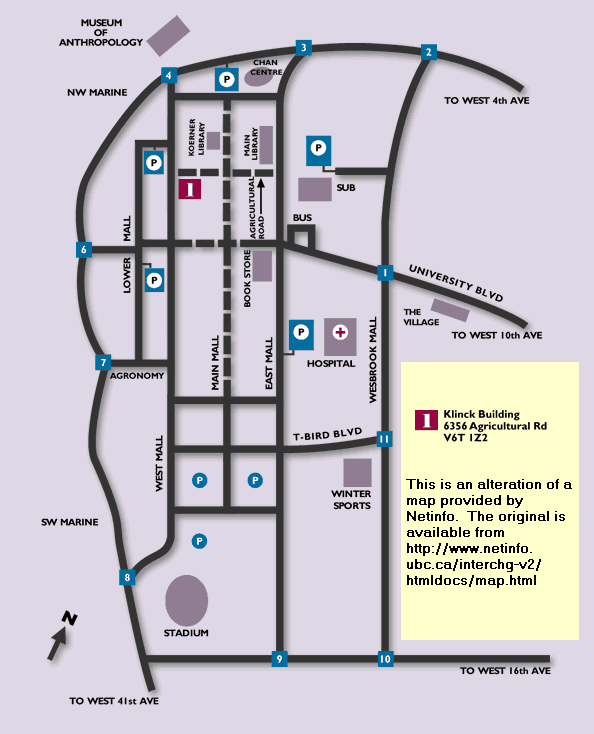 MUSEUM
OF
ANTHROPOLOGY
3
2
4
P
CHAN
CENTRE
NW MARINE
TO WEST 4th AVE
KOERNER
LIBRARY
MAIN
LIBRARY
P
P
1
SUB
AGRICULTURAL
ROAD
BUS
MALL
LOWER
6
P
BOOK STORE
1
UNIVERSITY BLVD
THE
VILLAGE
TO WEST 10th AVE
P
HOSPITAL
MAIN MALL
EAST MALL
WESBROOK MALL
7
AGRONOMY
1
Klinck Building
6356 Agricultural Rd
V6T 1Z2
WEST MALL
T-BIRD BLVD
11
P
P
WINTER
SPORTS
This is an alteration of a
map provided by
Netinfo. The original is
available from
http://www.netinfo.
ubc.ca/interchg-v2/
htmldocs/map.html
SW MARINE
P
8
STADIUM
N
9
10
TO WEST 16th AVE
TO WEST 41st AVE